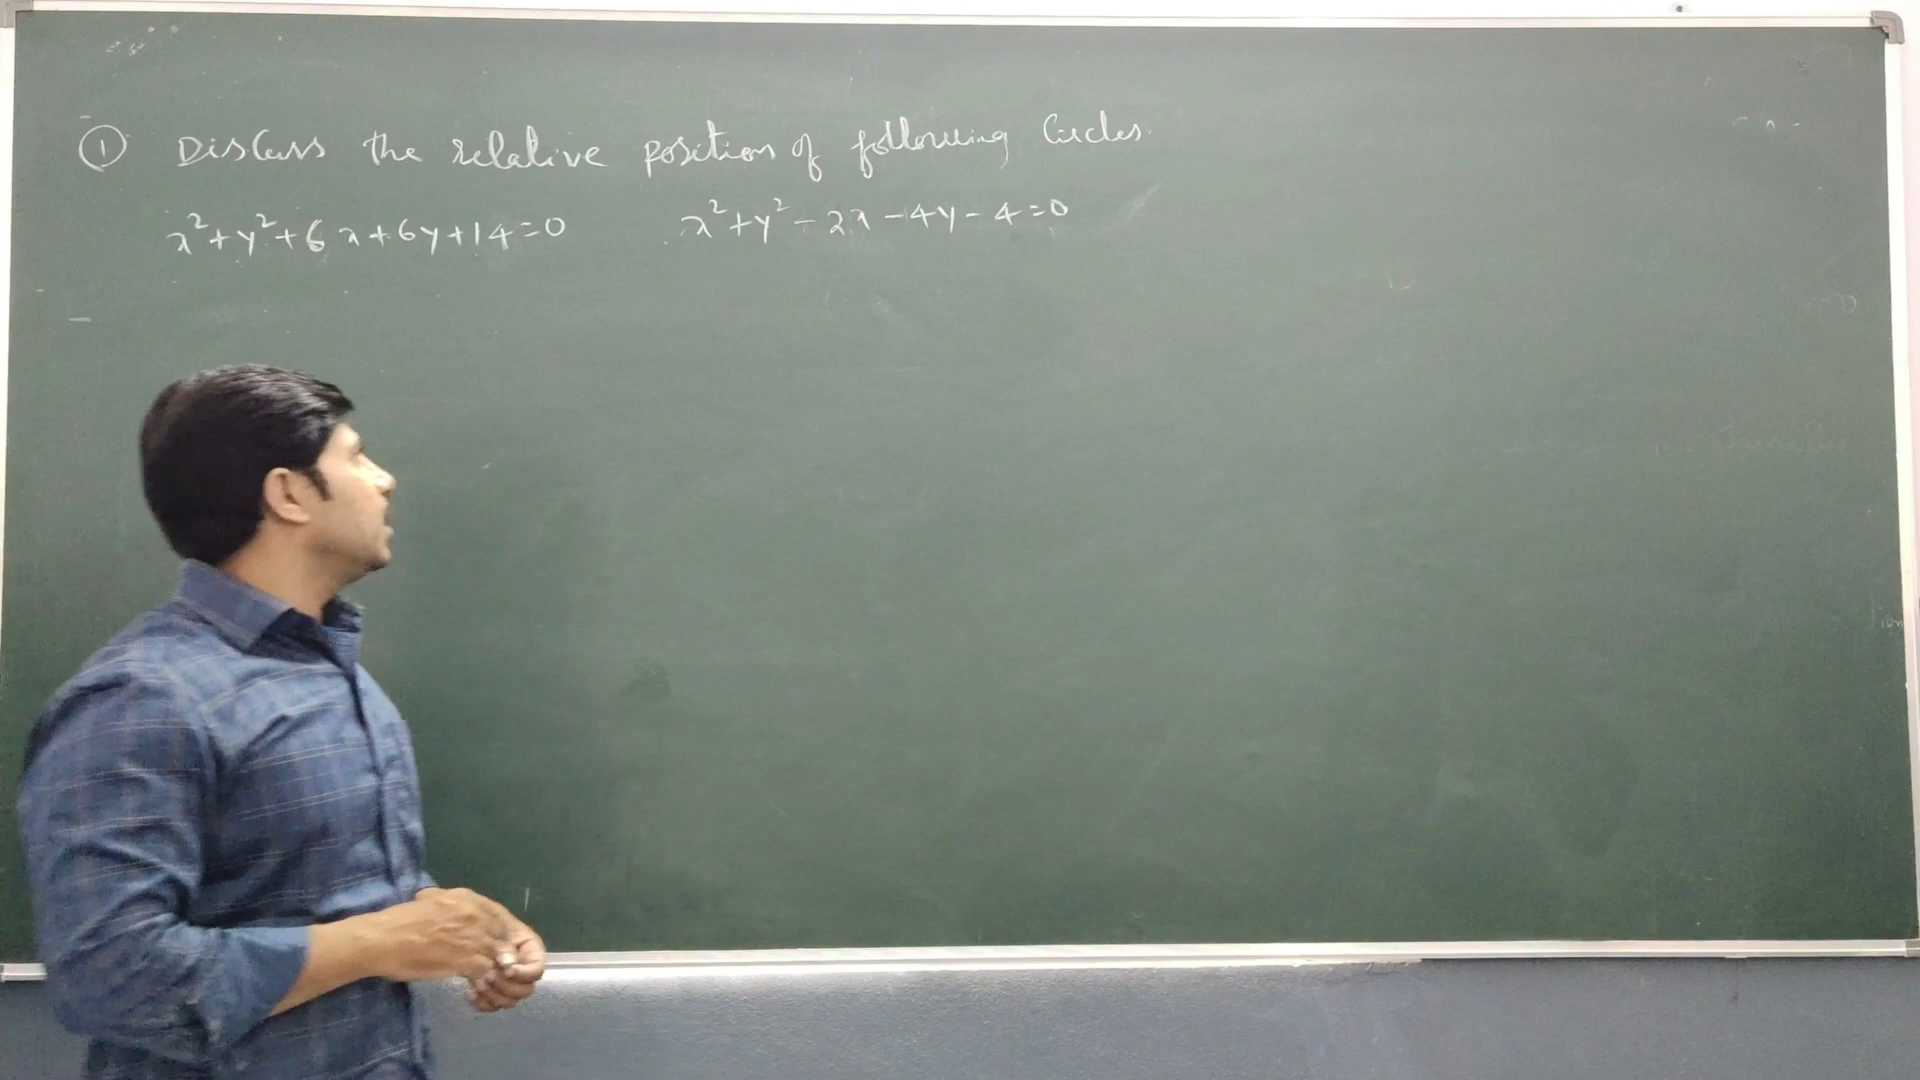 ① Discuss the relative position of following Circles.
x²+y²+6x+6y+14=0 x²+y²-2x-4y-4=0